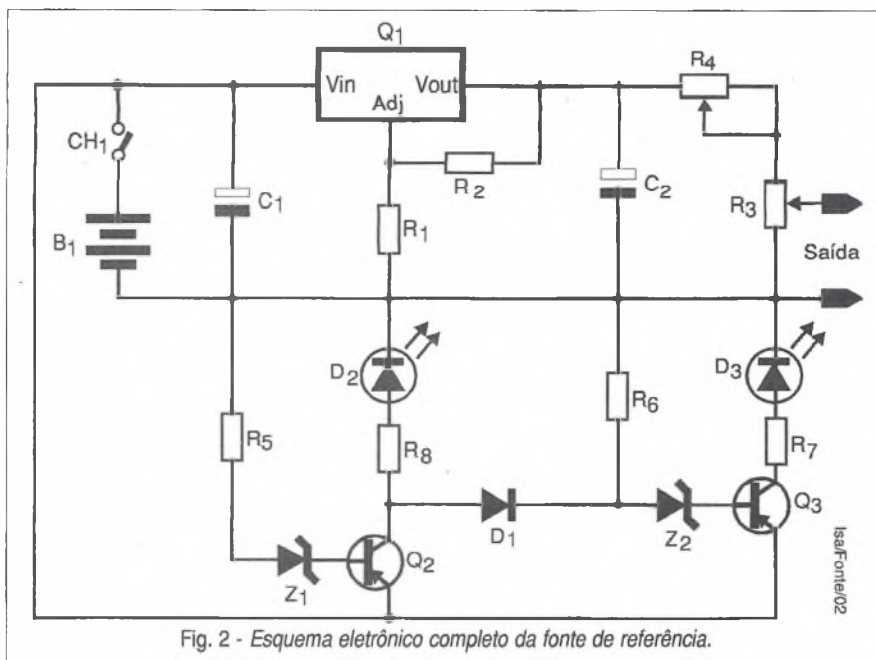 Q1
Vin
Vout
Adj
R4
CH1
C1
R2
C2
R3
B1
R1
Saída
D2
D3
R6
R5
R8
R7
Q3
D1
Z2
Q2
Z1
Isa/Fonte/02
Fig. 2 - Esquema eletrônico completo da fonte de referência.